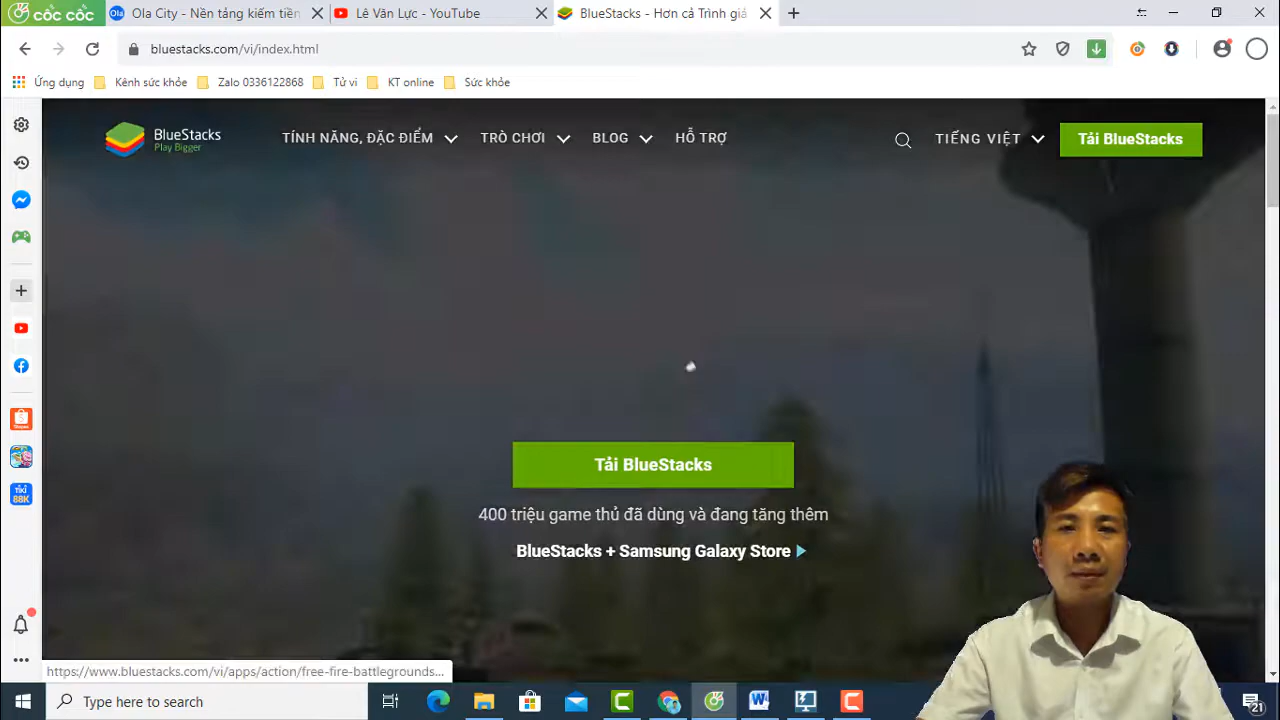 cốc cốc
Ola City - Nền tảng kiếm tiền
Lê Văn Lực - YouTube
BlueStacks - Hơn cả Trình giả
bluestacks.com/vi/index.html
Ứng dụng
Kênh sức khỏe
Zalo 0336122868
Tử vi
KT online
Sức khỏe
BlueStacks
Play Bigger
TÍNH NĂNG, ĐẶC ĐIỂM
TRÒ CHƠI
BLOG
HỖ TRỢ
TIẾNG VIỆT
Tải BlueStacks
Tải BlueStacks
400 triệu game thủ đã dùng và đang tăng thêm
BlueStacks + Samsung Galaxy Store
https://www.bluestacks.com/vi/apps/action/free-fire-battlegrounds...
Type here to search
21